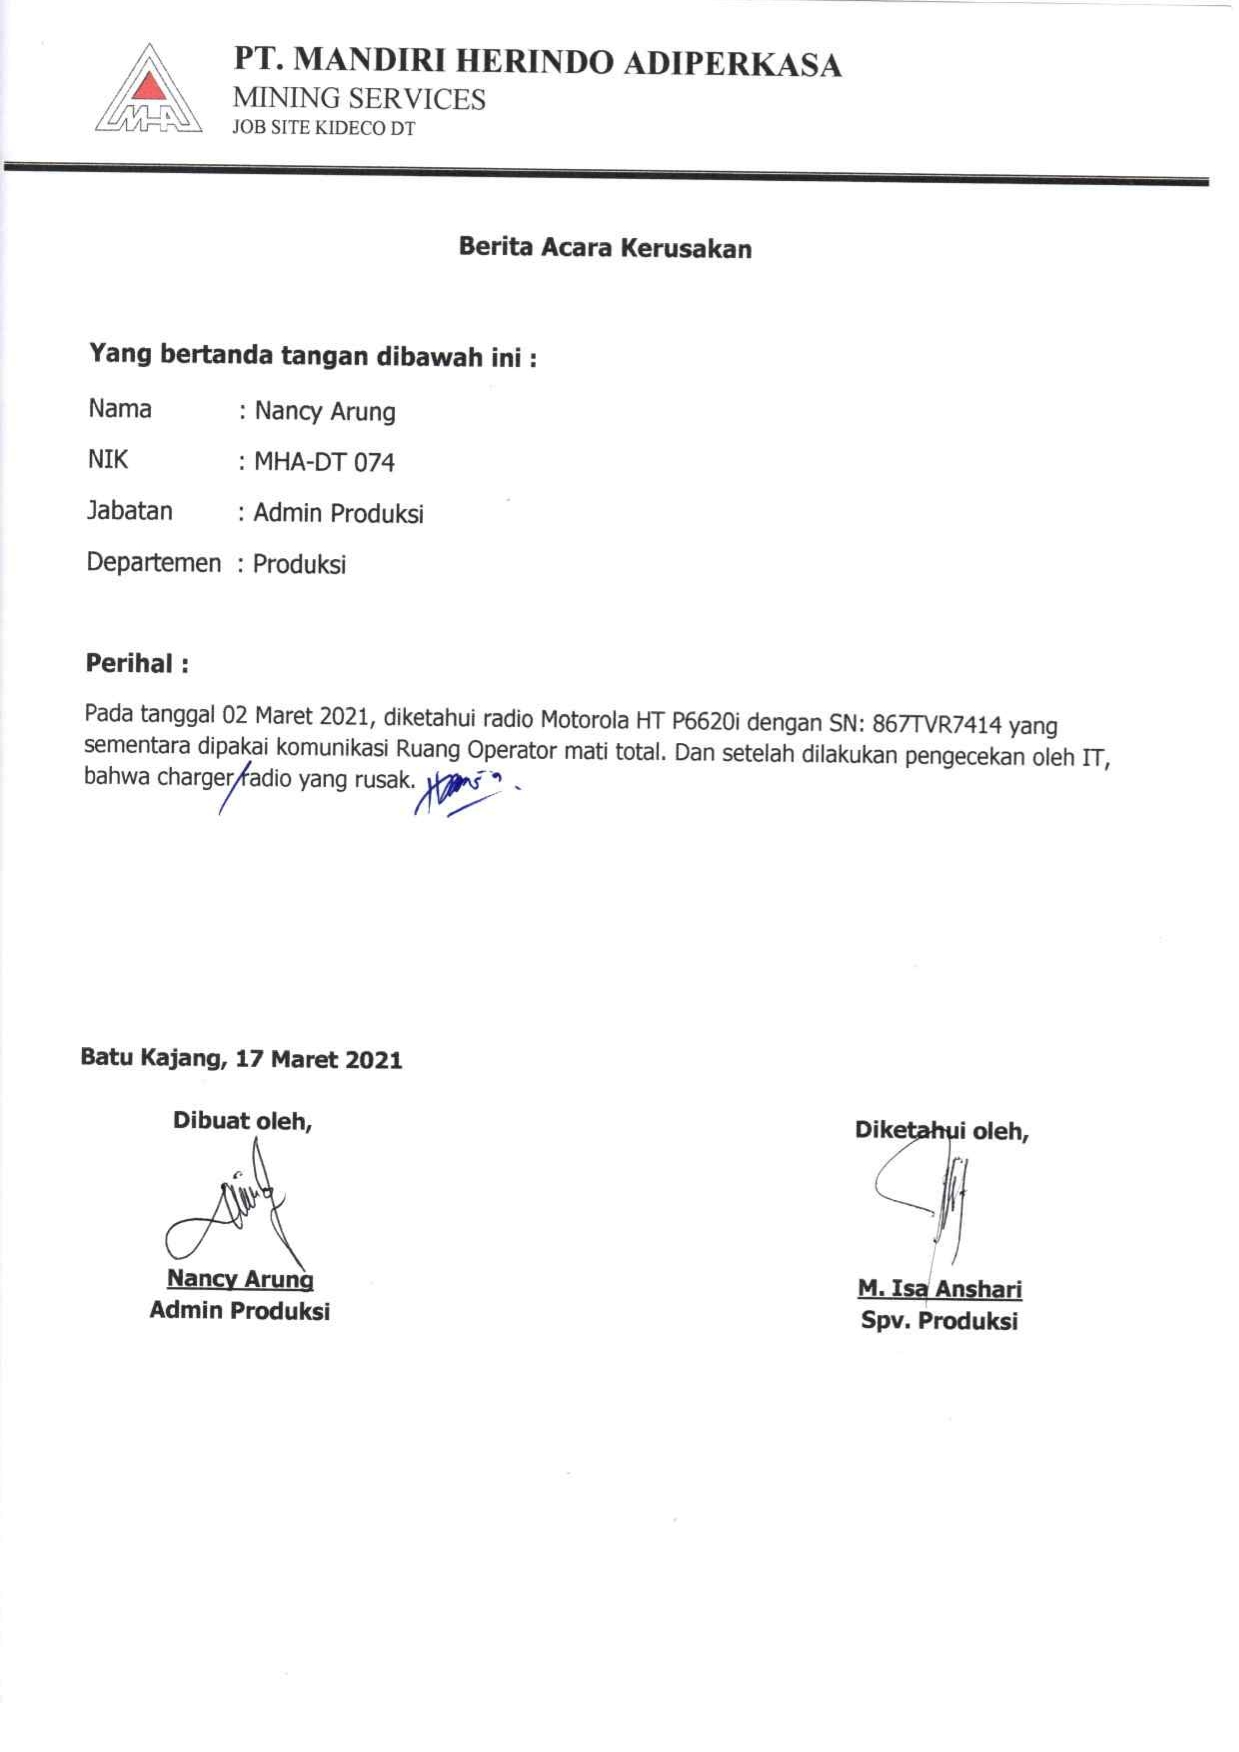 MHA
PT. MANDIRI HERINDO ADIPERKASA
MINING SERVICES
JOB SITE KIDECO DT
Berita Acara Kerusakan
Yang bertanda tangan dibawah ini :
Nama : Nancy Arung
NIK : MHA-DT 074
Jabatan : Admin Produksi
Departemen : Produksi
Perihal :
Pada tanggal 02 Maret 2021, diketahui radio Motorola HT P6620i dengan SN: 867TVR7414 yang
sementara dipakai komunikasi Ruang Operator mati total. Dan setelah dilakukan pengecekan oleh IT,
bahwa charger/radio yang rusak.
Batu Kajang, 17 Maret 2021
Dibuat oleh,
Diketahui oleh,
Nancy Arung
Admin Produksi
M. Isa Anshari
Spv. Produksi